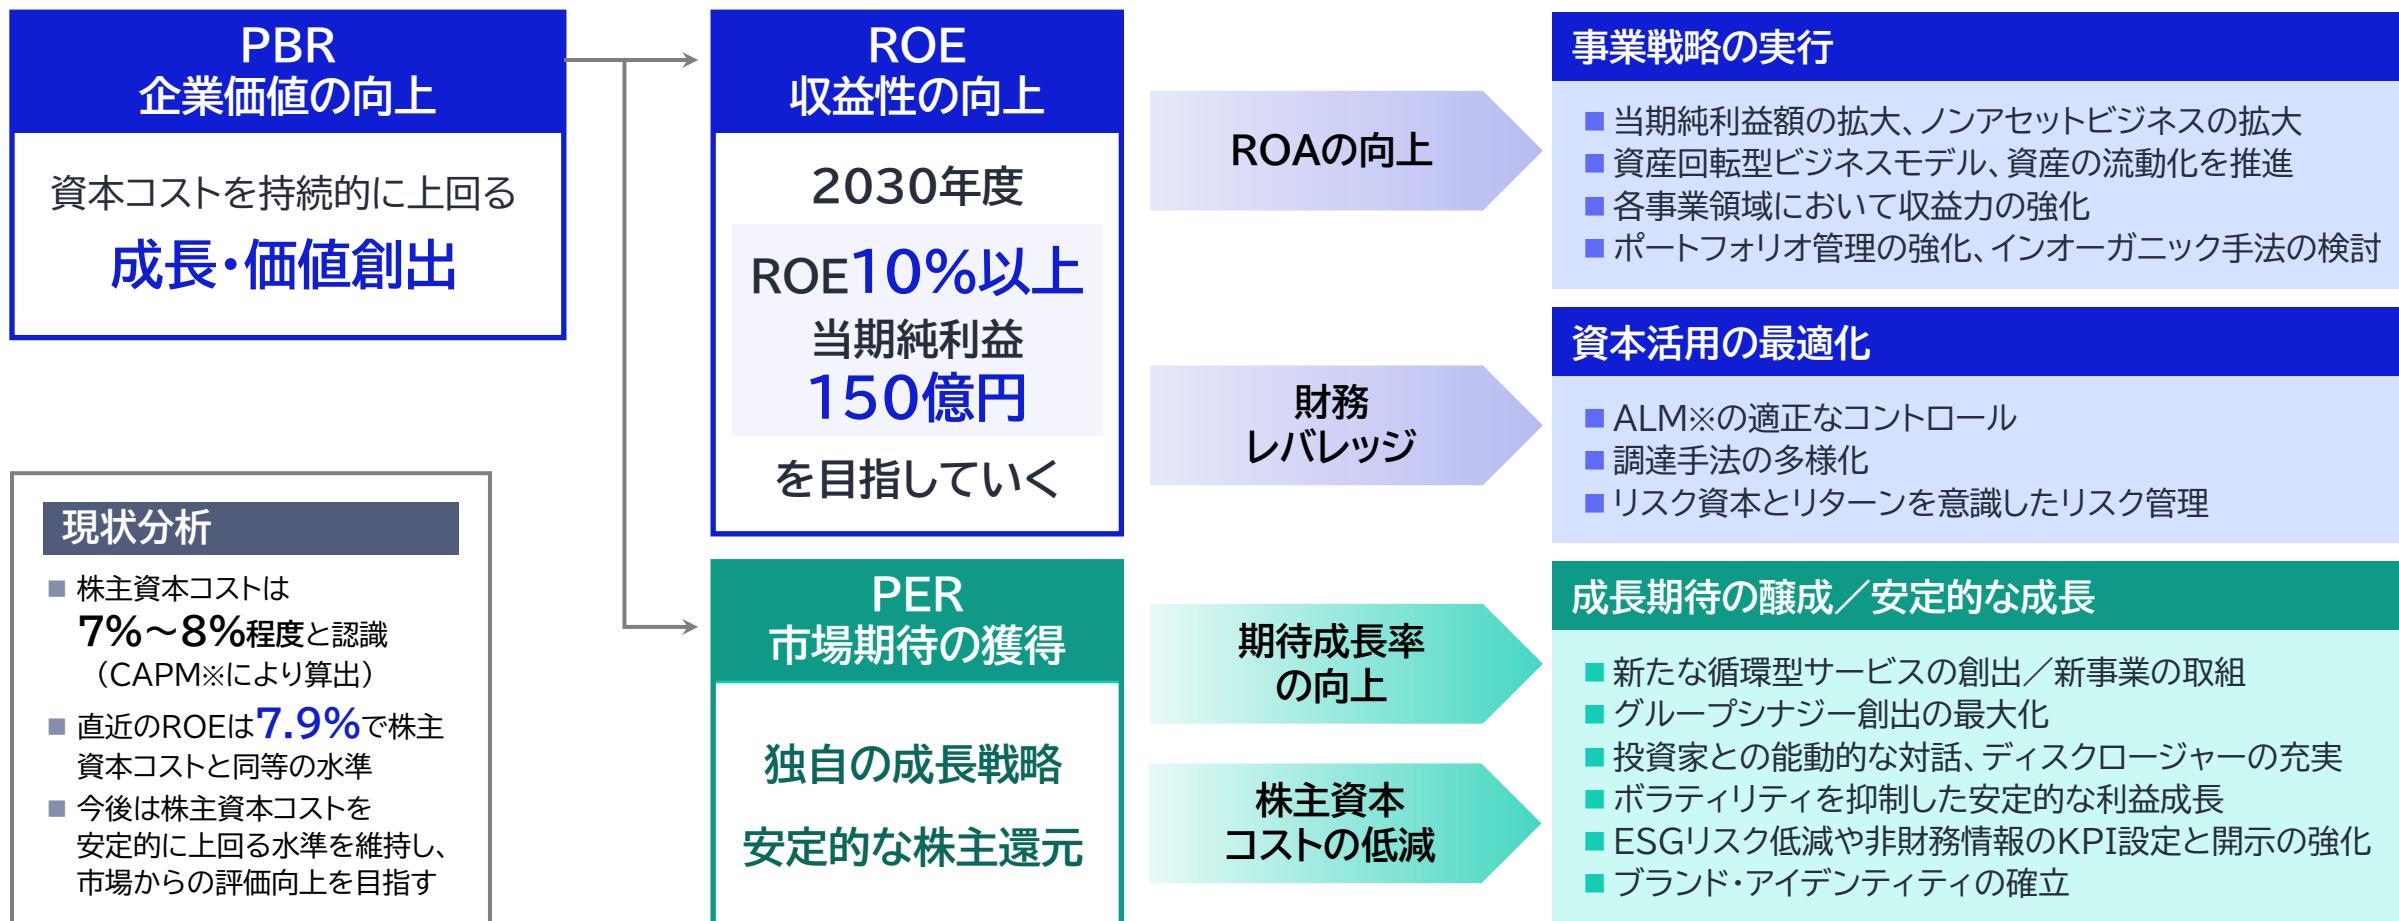 PBR
企業価値の向上
資本コストを持続的に上回る
成長・価値創出
現状分析
株主資本コストは
7%～8%程度と認識
（CAPM※により算出）
直近のROEは7.9%で株主
資本コストと同等の水準
今後は株主資本コストを
安定的に上回る水準を維持し、
市場からの評価向上を目指す
ROE
収益性の向上
2030年度
ROE10%以上
当期純利益
150億円
を目指していく
PER
市場期待の獲得
独自の成長戦略
安定的な株主還元
ROAの向上
財務
レバレッジ
期待成長率
の向上
株主資本
コストの低減
事業戦略の実行
当期純利益額の拡大、ノンアセットビジネスの拡大
資産回転型ビジネスモデル、資産の流動化を推進
各事業領域において収益力の強化
ポートフォリオ管理の強化、インオーガニック手法の検討
資本活用の最適化
ALM※の適正なコントロール
調達手法の多様化
リスク資本とリターンを意識したリスク管理
成長期待の醸成／安定的な成長
新たな循環型サービスの創出／新事業の取組
グループシナジー創出の最大化
投資家との能動的な対話、ディスクロージャーの充実
ボラティリティを抑制した安定的な利益成長
ESGリスク低減や非財務情報のKPI設定と開示の強化
ブランド・アイデンティティの確立